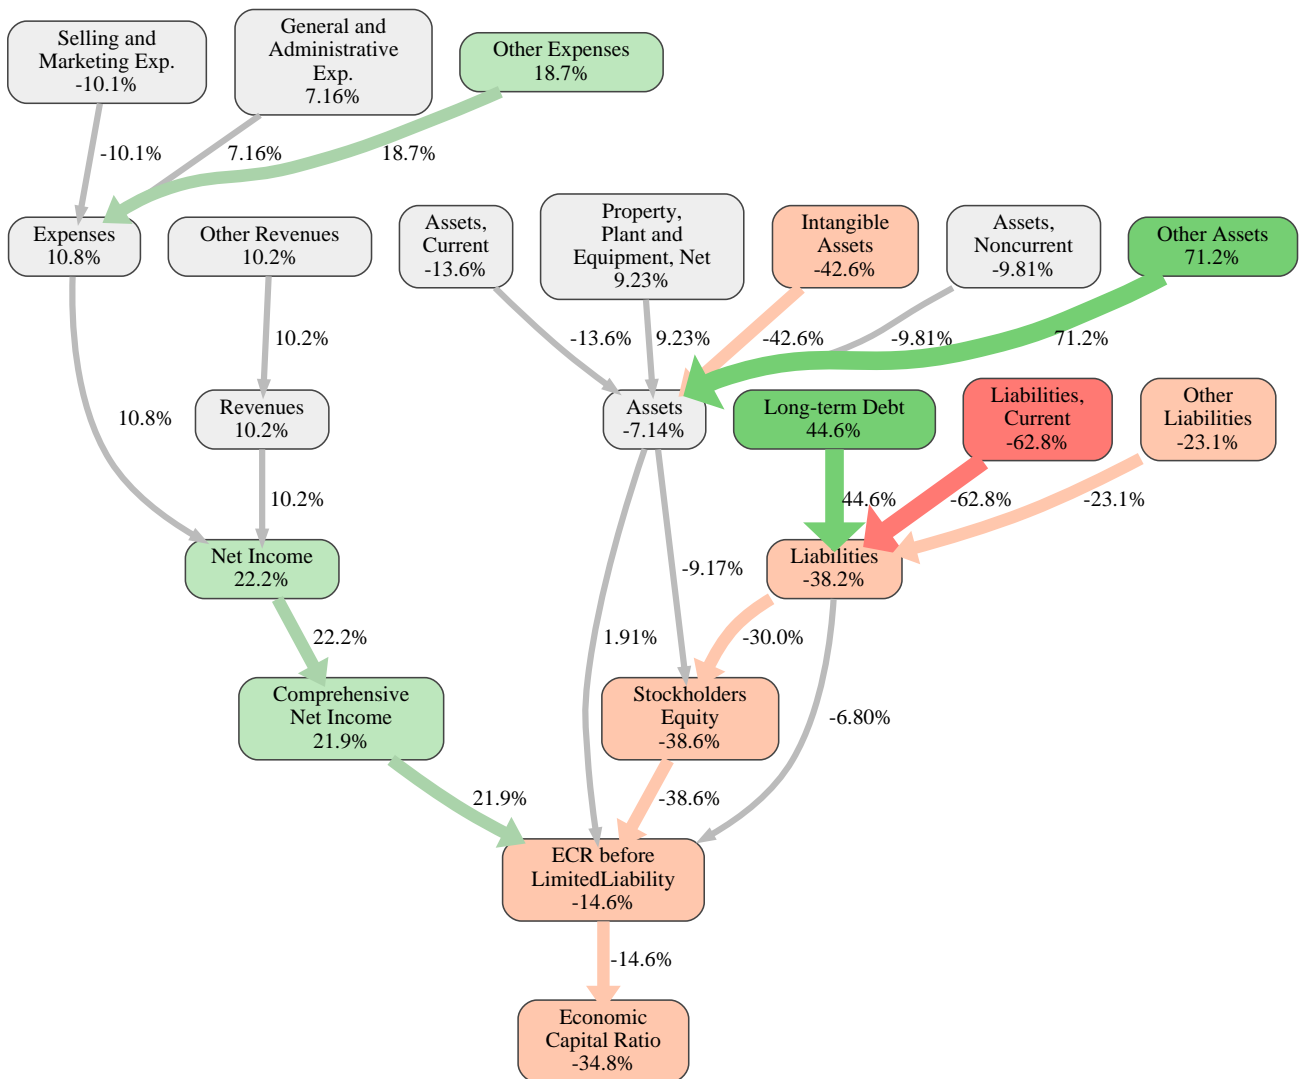 Selling and
Marketing Exp.
-10.1%
General and
Administrative
Exp.
7.16%
Other Expenses
18.7%
-10.1%
7.16%
18.7%
Expenses
10.8%
Other Revenues
10.2%
Assets,
Current
-13.6%
Property,
Plant and
Equipment, Net
9.23%
Intangible
Assets
-42.6%
Assets,
Noncurrent
-9.81%
Other Assets
71.2%
10.2%
-13.6%
9.23%
-42.6%
-9.81%
71.2%
10.8%
Revenues
10.2%
Assets
-7.14%
Long-term Debt
44.6%
Liabilities,
Current
-62.8%
Other
Liabilities
-23.1%
10.2%
44.6%
-62.8%
-23.1%
Net Income
22.2%
-9.17%
Liabilities
-38.2%
22.2%
1.91%
-30.0%
Comprehensive
Net Income
21.9%
Stockholders
Equity
-38.6%
-6.80%
21.9%
-38.6%
ECR before
LimitedLiability
-14.6%
-14.6%
Economic
Capital Ratio
-34.8%